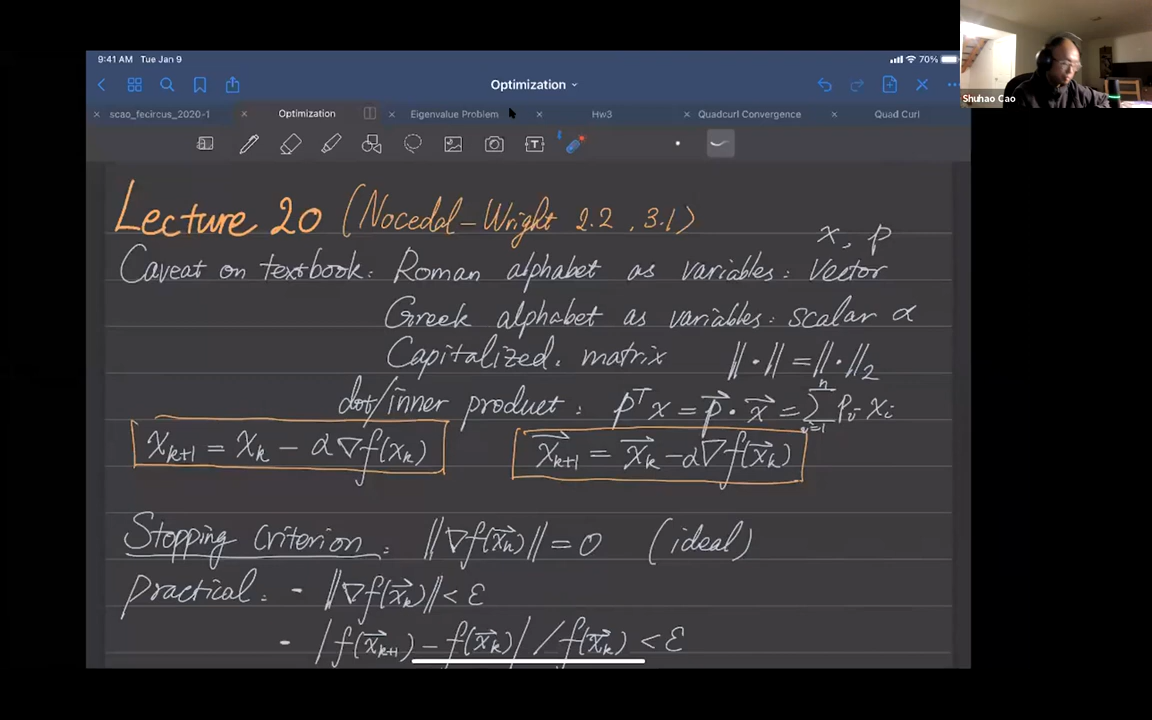 9:41 AM Tue Jan 9
70%
Optimization
Shuhao Cao
scao_fecircus_2020-1
Optimization
Eigenvalue Problem
Hw3
Quadcurl Convergence
Quad Curl
Lecture 20 (Nocedal-Wright 2.2, 3.1)
x, p
Caveat on textbook: Roman alphabet as variables: vector
Greek alphabet as variables: scalar α
Capitalized: matrix ‖·‖ = ‖·‖₂
dot/inner product: pᵀx = p⃗ · x⃗ = ∑ᵢ₌₁ⁿ pᵢ xᵢ
xₖ₊₁ = xₖ − α∇f(xₖ)
x⃗ₖ₊₁ = x⃗ₖ − α∇f(x⃗ₖ)
Stopping criterion: ‖∇f(x⃗ₖ)‖ = 0 (ideal)
practical: - ‖∇f(x⃗ₖ)‖ < ε
- |f(x⃗ₖ₊₁) − f(x⃗ₖ)| / f(x⃗ₖ) < ε